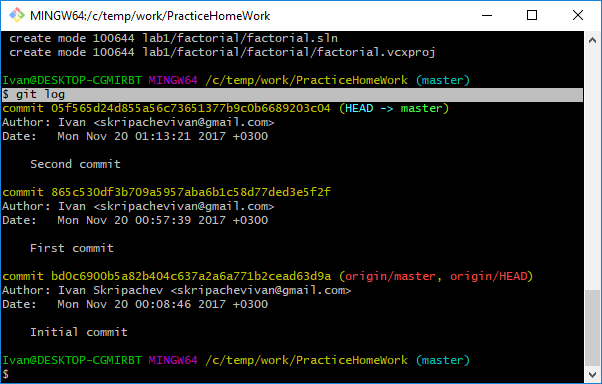 MINGW64:/c/temp/work/PracticeHomeWork
create mode 100644 lab1/factorial/factorial.sln
create mode 100644 lab1/factorial/factorial/factorial.vcxproj
Ivan@DESKTOP-CGMIRBT MINGW64 /c/temp/work/PracticeHomeWork (master)
$ git log
commit 05f565d24d855a56c73651377b9c0b6689203c04 (HEAD -> master)
Author: Ivan <skripachevivan@gmail.com>
Date:   Mon Nov 20 01:13:21 2017 +0300
Second commit
commit 865c530df3b709a5957aba6b1c58d77ded3e5f2f
Author: Ivan <skripachevivan@gmail.com>
Date:   Mon Nov 20 00:57:39 2017 +0300
First commit
commit bd0c6900b5a82b404c637a2a6a771b2cead63d9a (origin/master, origin/HEAD)
Author: Ivan Skripachev <skripachevivan@gmail.com>
Date:   Mon Nov 20 00:08:46 2017 +0300
Initial commit
Ivan@DESKTOP-CGMIRBT MINGW64 /c/temp/work/PracticeHomeWork (master)
$